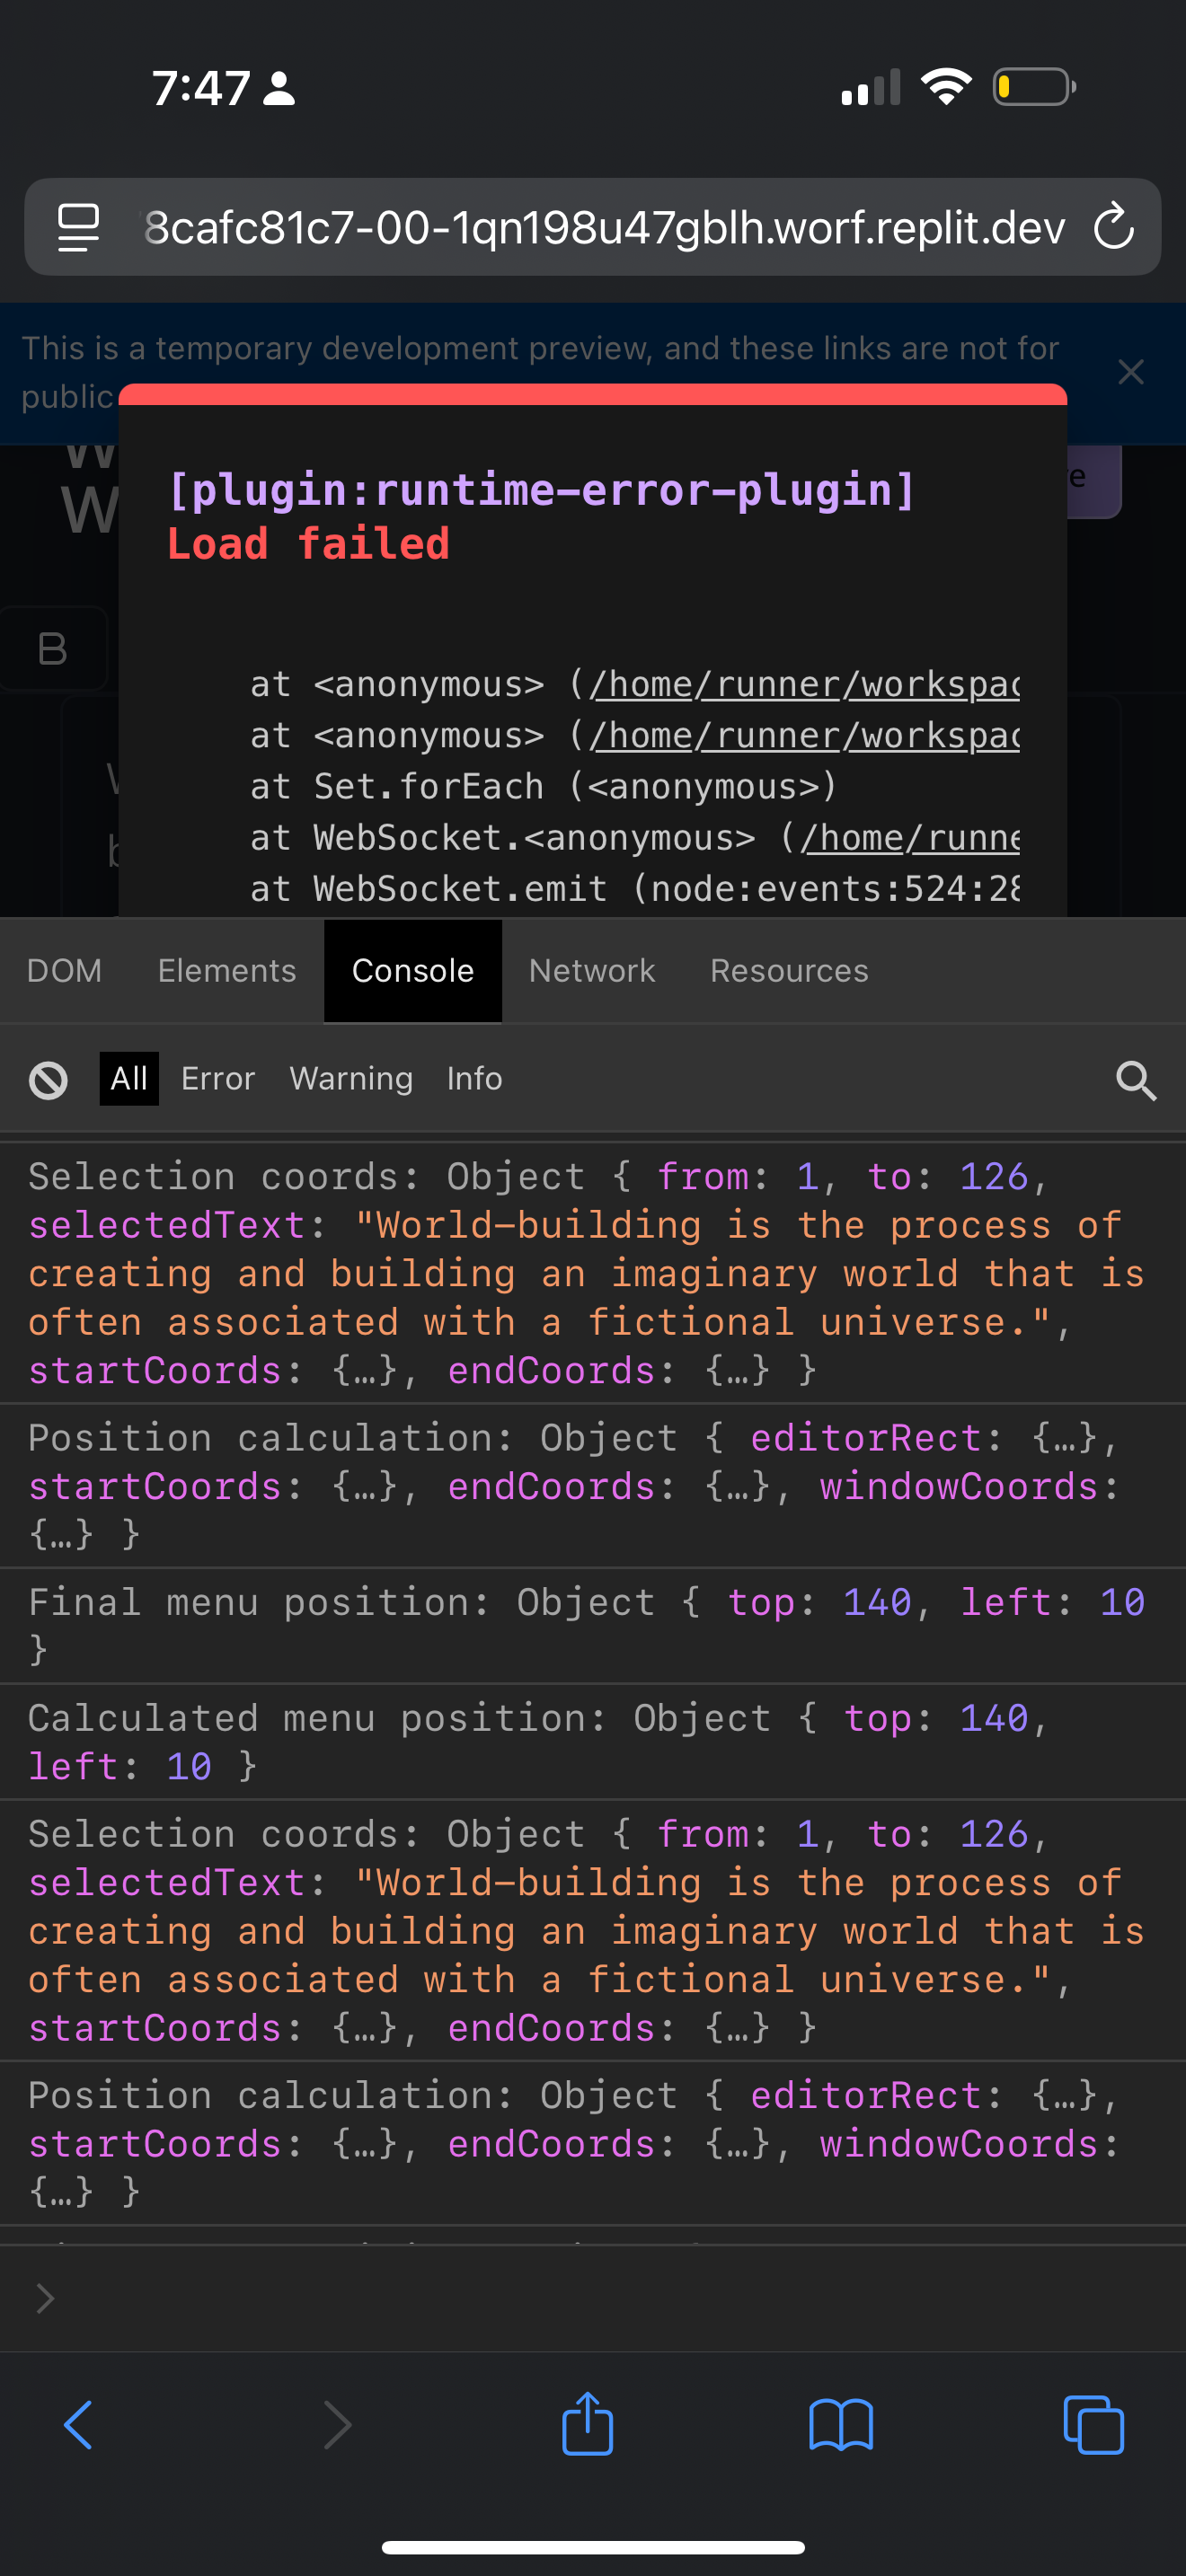 7:47
8cafc81c7-00-1qn198u47gblh.worf.replit.dev
This is a temporary development preview, and these links are not for
public
W
W
e
[plugin:runtime-error-plugin]
Load failed
B
at <anonymous> (/home/runner/workspac
at <anonymous> (/home/runner/workspac
at Set.forEach (<anonymous>)
at WebSocket.<anonymous> (/home/runne
at WebSocket.emit (node:events:524:28
DOM Elements Console Network Resources
All Error Warning Info
Selection coords: Object { from: 1, to: 126,
selectedText: "World-building is the process of
creating and building an imaginary world that is
often associated with a fictional universe.",
startCoords: {…}, endCoords: {…} }
Position calculation: Object { editorRect: {…},
startCoords: {…}, endCoords: {…}, windowCoords:
{…} }
Final menu position: Object { top: 140, left: 10
}
Calculated menu position: Object { top: 140,
left: 10 }
Selection coords: Object { from: 1, to: 126,
selectedText: "World-building is the process of
creating and building an imaginary world that is
often associated with a fictional universe.",
startCoords: {…}, endCoords: {…} }
Position calculation: Object { editorRect: {…},
startCoords: {…}, endCoords: {…}, windowCoords:
{…} }